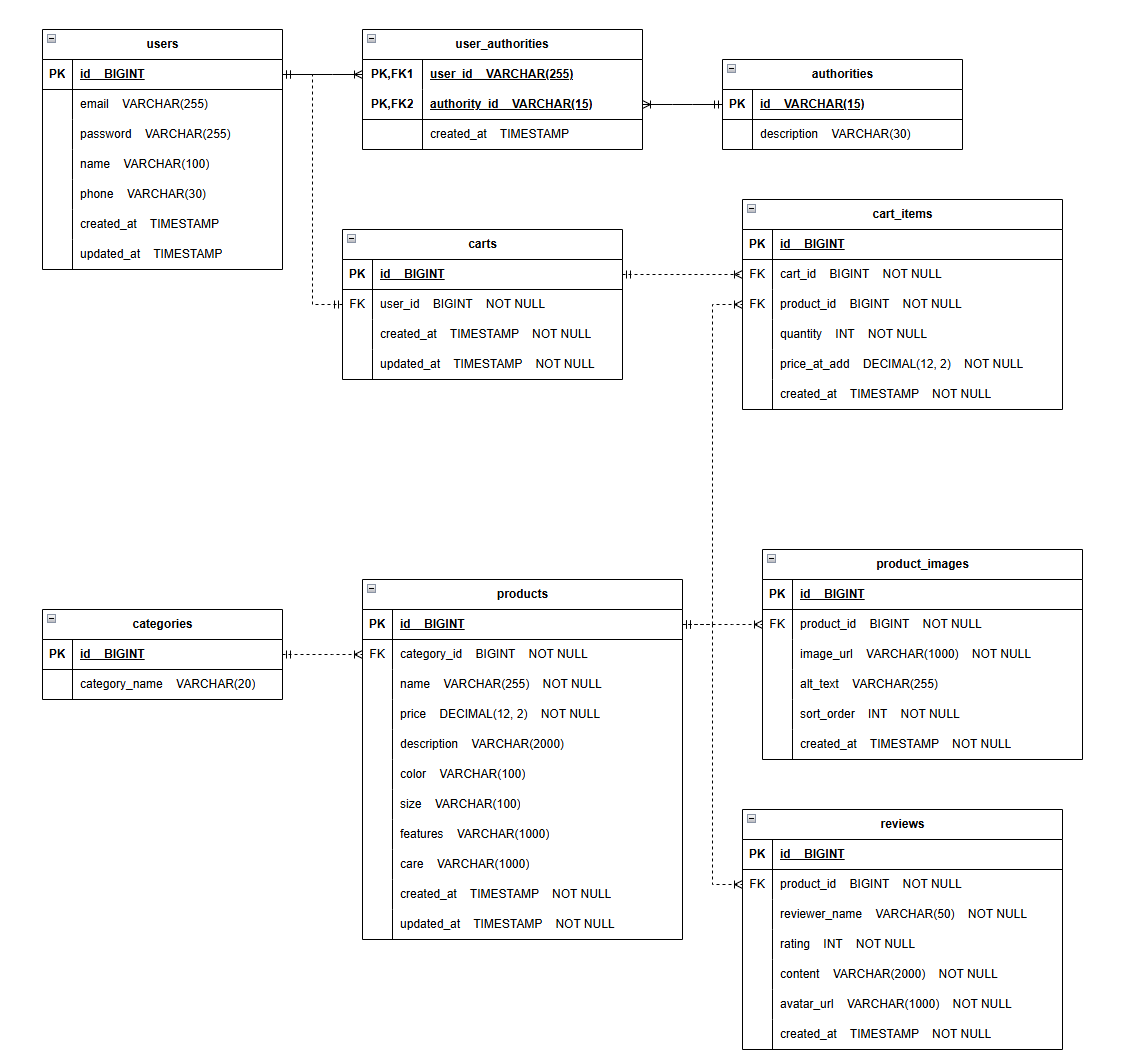 users
PK id BIGINT
email VARCHAR(255)
password VARCHAR(255)
name VARCHAR(100)
phone VARCHAR(30)
created_at TIMESTAMP
updated_at TIMESTAMP
user_authorities
PK,FK1 user_id VARCHAR(255)
PK,FK2 authority_id VARCHAR(15)
created_at TIMESTAMP
authorities
PK id VARCHAR(15)
description VARCHAR(30)
carts
PK id BIGINT
FK user_id BIGINT NOT NULL
created_at TIMESTAMP NOT NULL
updated_at TIMESTAMP NOT NULL
cart_items
PK id BIGINT
FK cart_id BIGINT NOT NULL
FK product_id BIGINT NOT NULL
quantity INT NOT NULL
price_at_add DECIMAL(12, 2) NOT NULL
created_at TIMESTAMP NOT NULL
categories
PK id BIGINT
category_name VARCHAR(20)
products
PK id BIGINT
FK category_id BIGINT NOT NULL
name VARCHAR(255) NOT NULL
price DECIMAL(12, 2) NOT NULL
description VARCHAR(2000)
color VARCHAR(100)
size VARCHAR(100)
features VARCHAR(1000)
care VARCHAR(1000)
created_at TIMESTAMP NOT NULL
updated_at TIMESTAMP NOT NULL
product_images
PK id BIGINT
FK product_id BIGINT NOT NULL
image_url VARCHAR(1000) NOT NULL
alt_text VARCHAR(255)
sort_order INT NOT NULL
created_at TIMESTAMP NOT NULL
reviews
PK id BIGINT
FK product_id BIGINT NOT NULL
reviewer_name VARCHAR(50) NOT NULL
rating INT NOT NULL
content VARCHAR(2000) NOT NULL
avatar_url VARCHAR(1000) NOT NULL
created_at TIMESTAMP NOT NULL